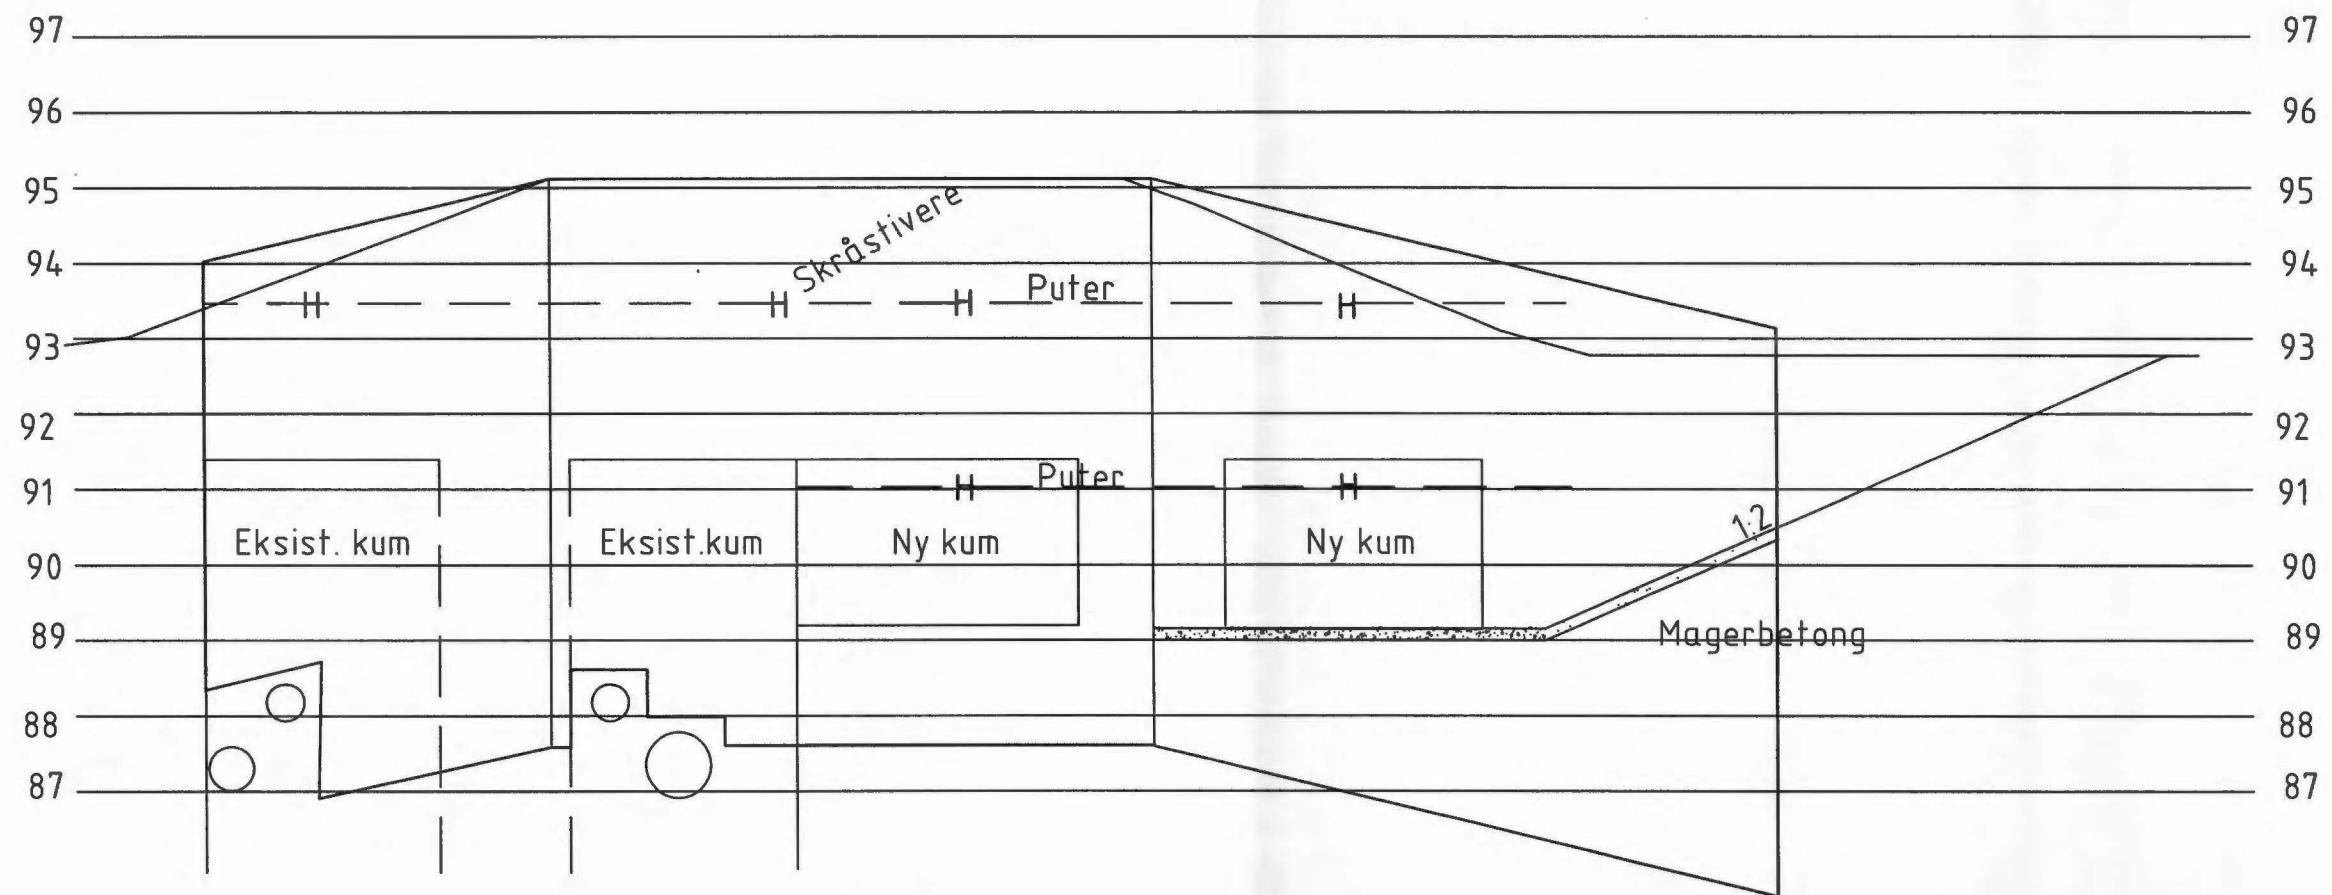 97 97
96 96
95 95
Skråstivere
94 94
Puter
93 93
92 92
Puter
91 91
1:2
Eksist. kum Eksist.kum Ny kum Ny kum
90 90
89 Magerbetong 89
88 88
87 87